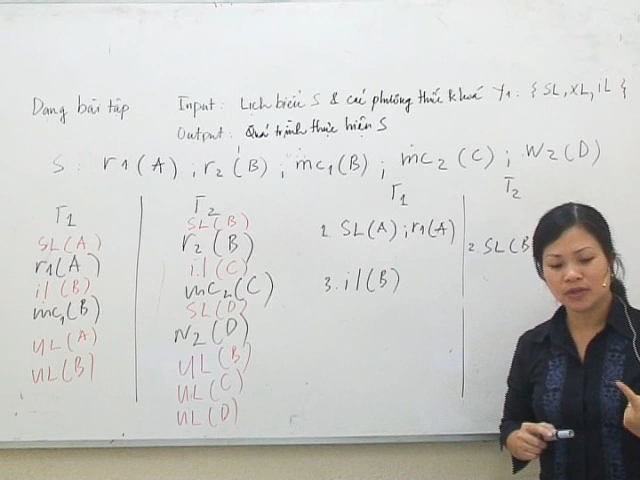 Dạng bài tập
Input: Lịch biểu S & các phương thức khoá y1: {SL, XL, iL}
Output: Quá trình thực hiện S
S: r1(A); r2(B); mc1(B); mc2(C); W2(D)
T1
SL(A)
r1(A)
il(B)
mc1(B)
UL(A)
UL(B)
T2
SL(B)
r2(B)
il(C)
mc2(C)
SL(D)
W2(D)
UL(B)
UL(C)
UL(D)
T1
1. SL(A); r1(A)
3. il(B)
T2
2. SL(B